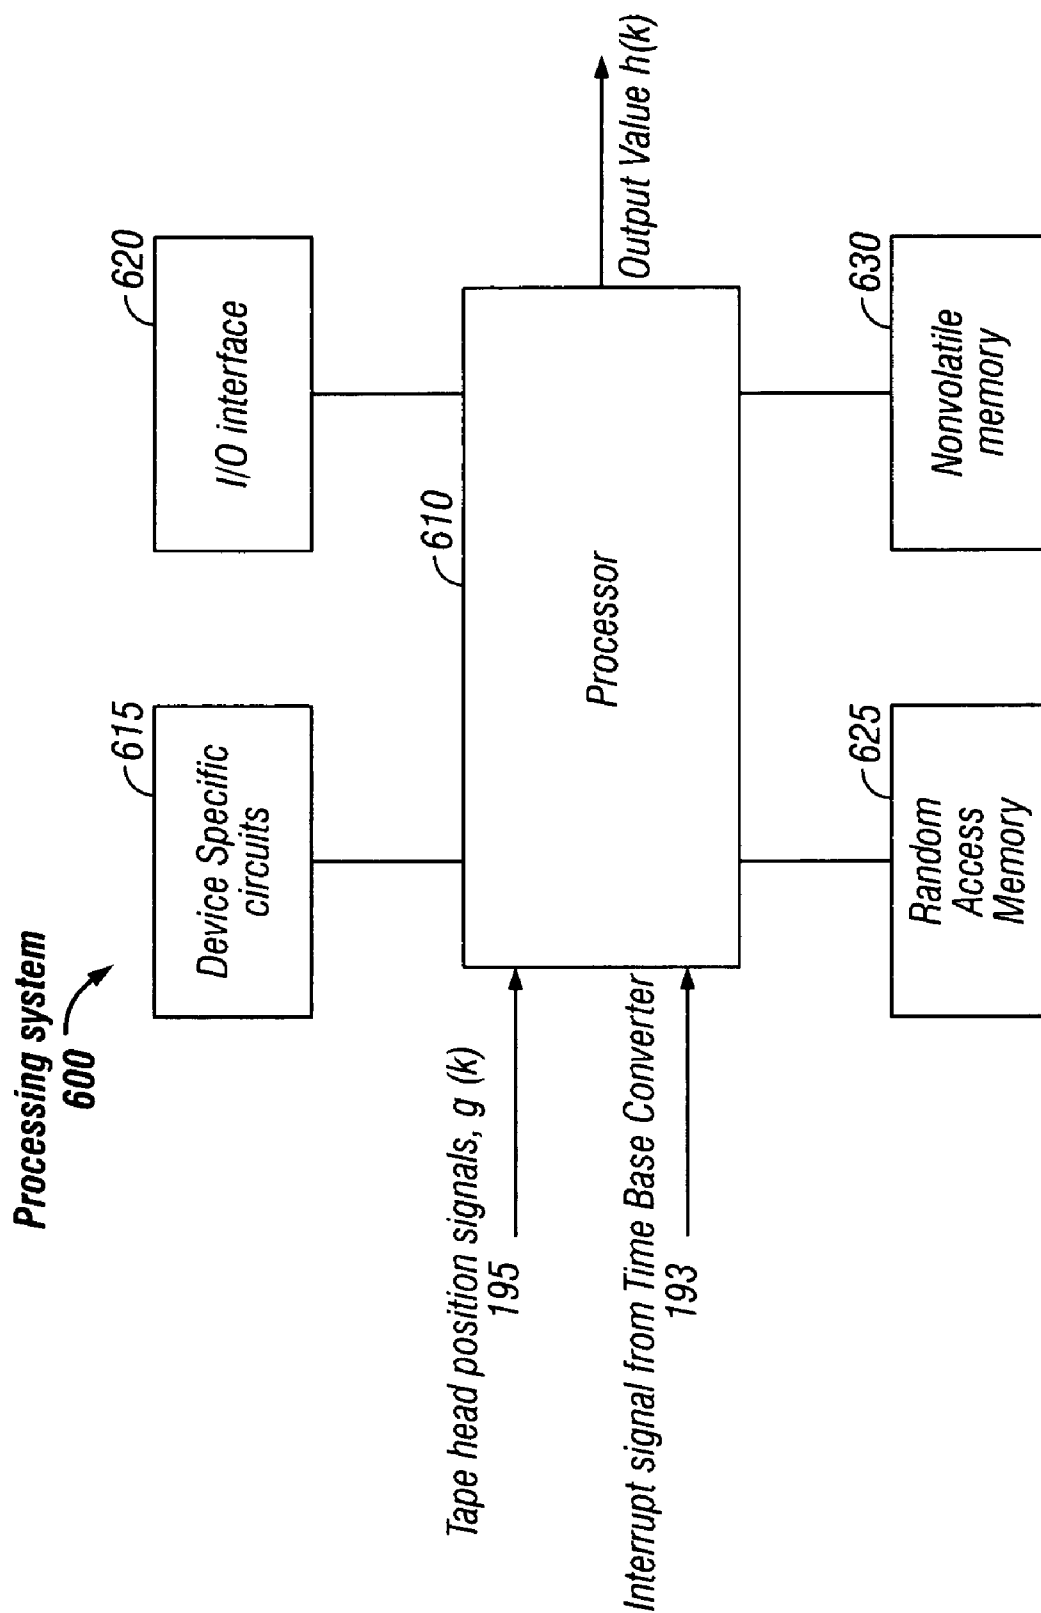 Processing system
600
615
Device Specific
circuits
620
I/O interface
610
Processor
Tape head position signals, g (k)
195
Interrupt signal from Time Base Converter
193
Output Value h(k)
625
Random
Access
Memory
630
Nonvolatile
memory